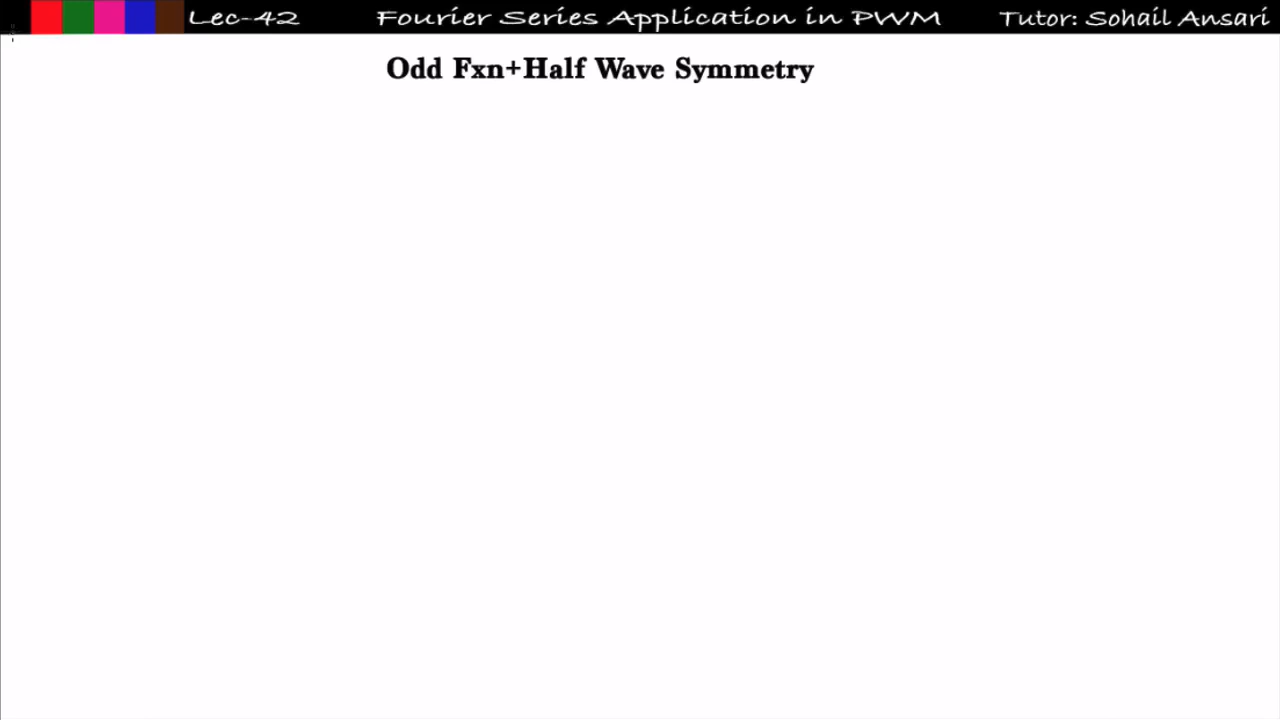 Lec-42 Fourier Series Application in PWM Tutor: Sohail Ansari
Odd Fxn+Half Wave Symmetry